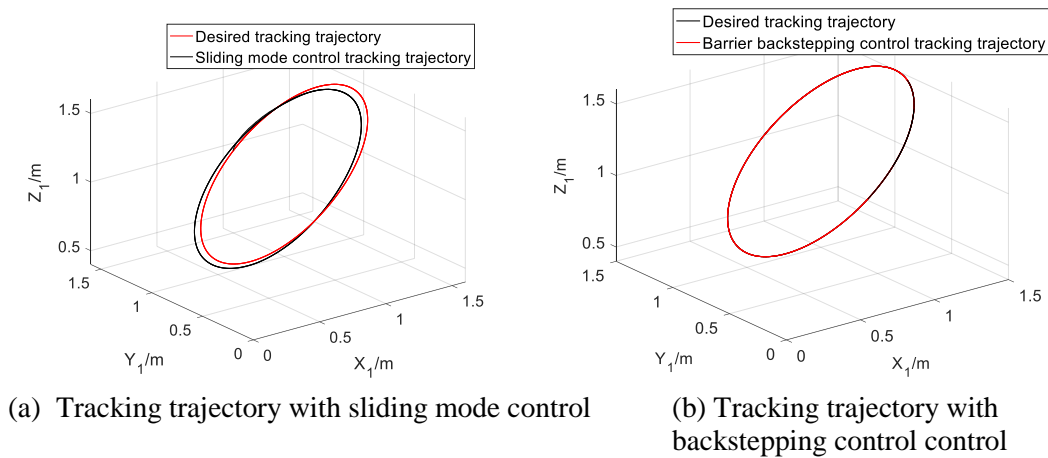 Desired tracking trajectory
Sliding mode control tracking trajectory
1.5
1
0.5
Z1/m
1.5
1
0.5
0
Y1/m
0
0.5
1
1.5
X1/m
(a) Tracking trajectory with sliding mode control
Desired tracking trajectory
Barrier backstepping control tracking trajectory
1.5
1
0.5
Z1/m
1.5
1
0.5
0
Y1/m
0
0.5
1
1.5
X1/m
(b) Tracking trajectory with
backstepping control control